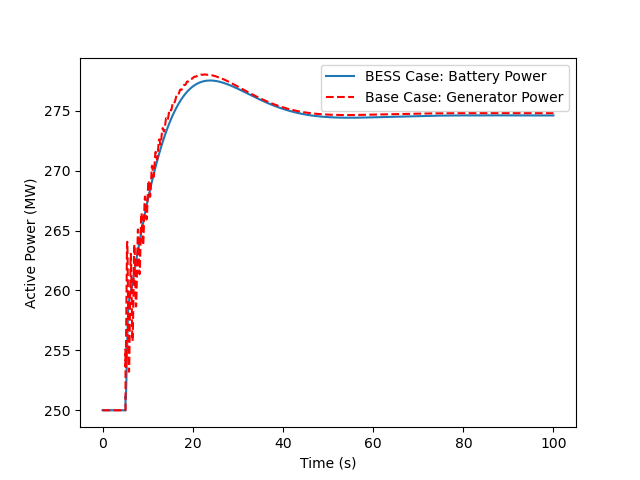 BESS Case: Battery Power
Base Case: Generator Power
275
270
265
260
255
250
Active Power (MW)
0 20 40 60 80 100
Time (s)